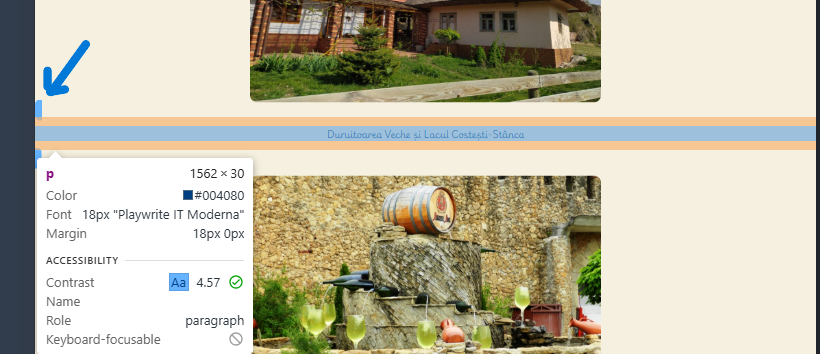 Duruitoarea Veche și Lacul Costești-Stânca
p 1562 × 30
Color #004080
Font 18px "Playwrite IT Moderna"
Margin 18px 0px
ACCESSIBILITY
Contrast Aa 4.57
Name
Role paragraph
Keyboard-focusable